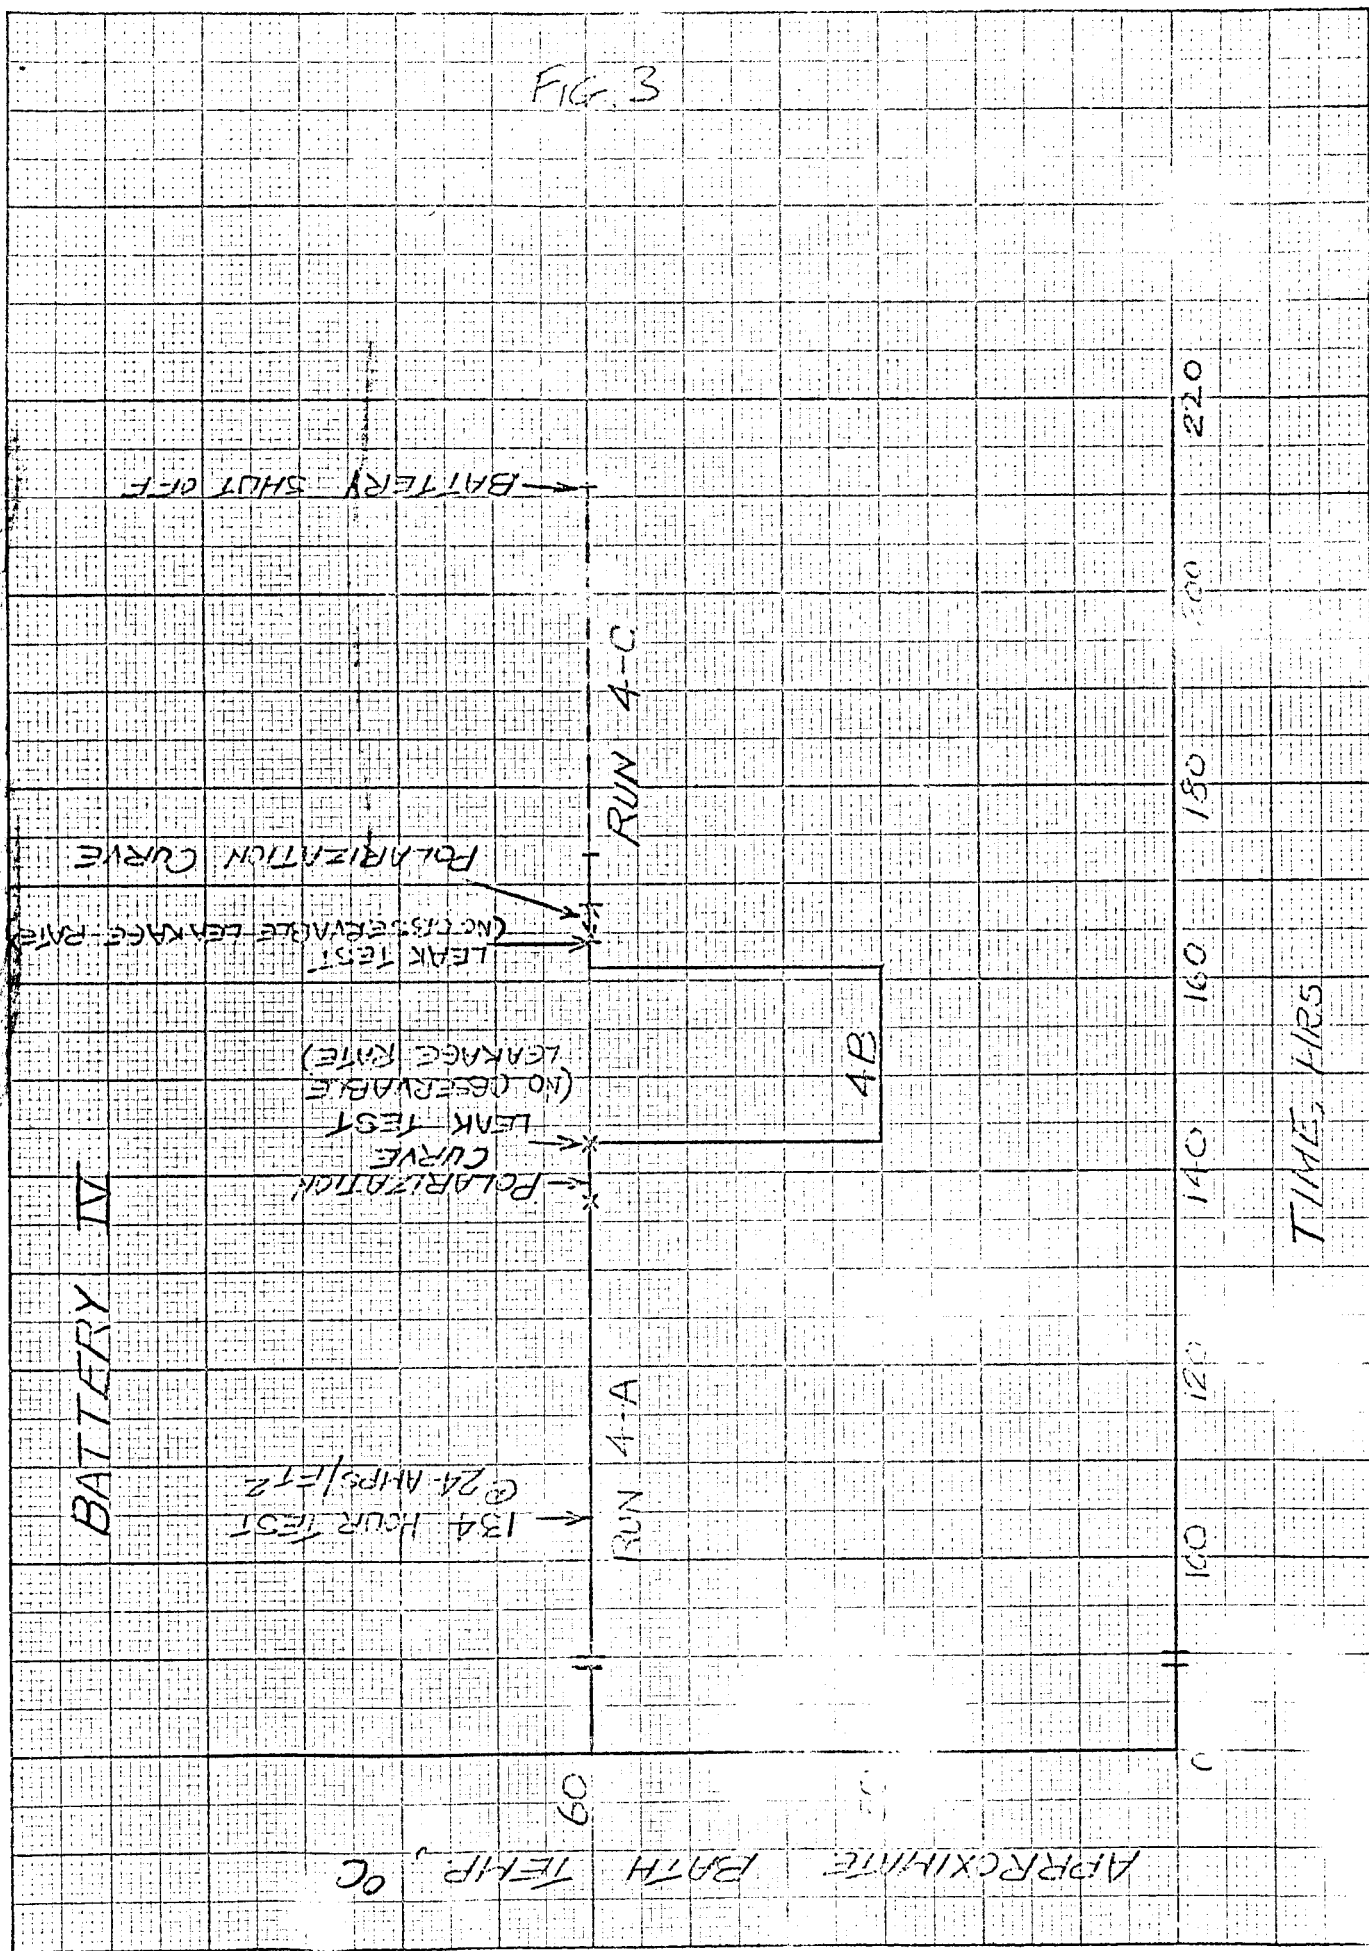 FIG. 3
BATTERY IV
134 HOUR TEST
@ 24 AMPS/FT2
POLARIZATION
CURVE
LEAK TEST
(NO OBSERVABLE
LEAKAGE RATE)
LEAK TEST
(NO OBSERVABLE LEAKAGE RATE)
POLARIZATION CURVE
BATTERY SHUT OFF
RUN 4-A
4B
RUN 4-C
APPROXIMATE BATH TEMP, °C
60
100
120
140
160
180
220
TIME, HRS